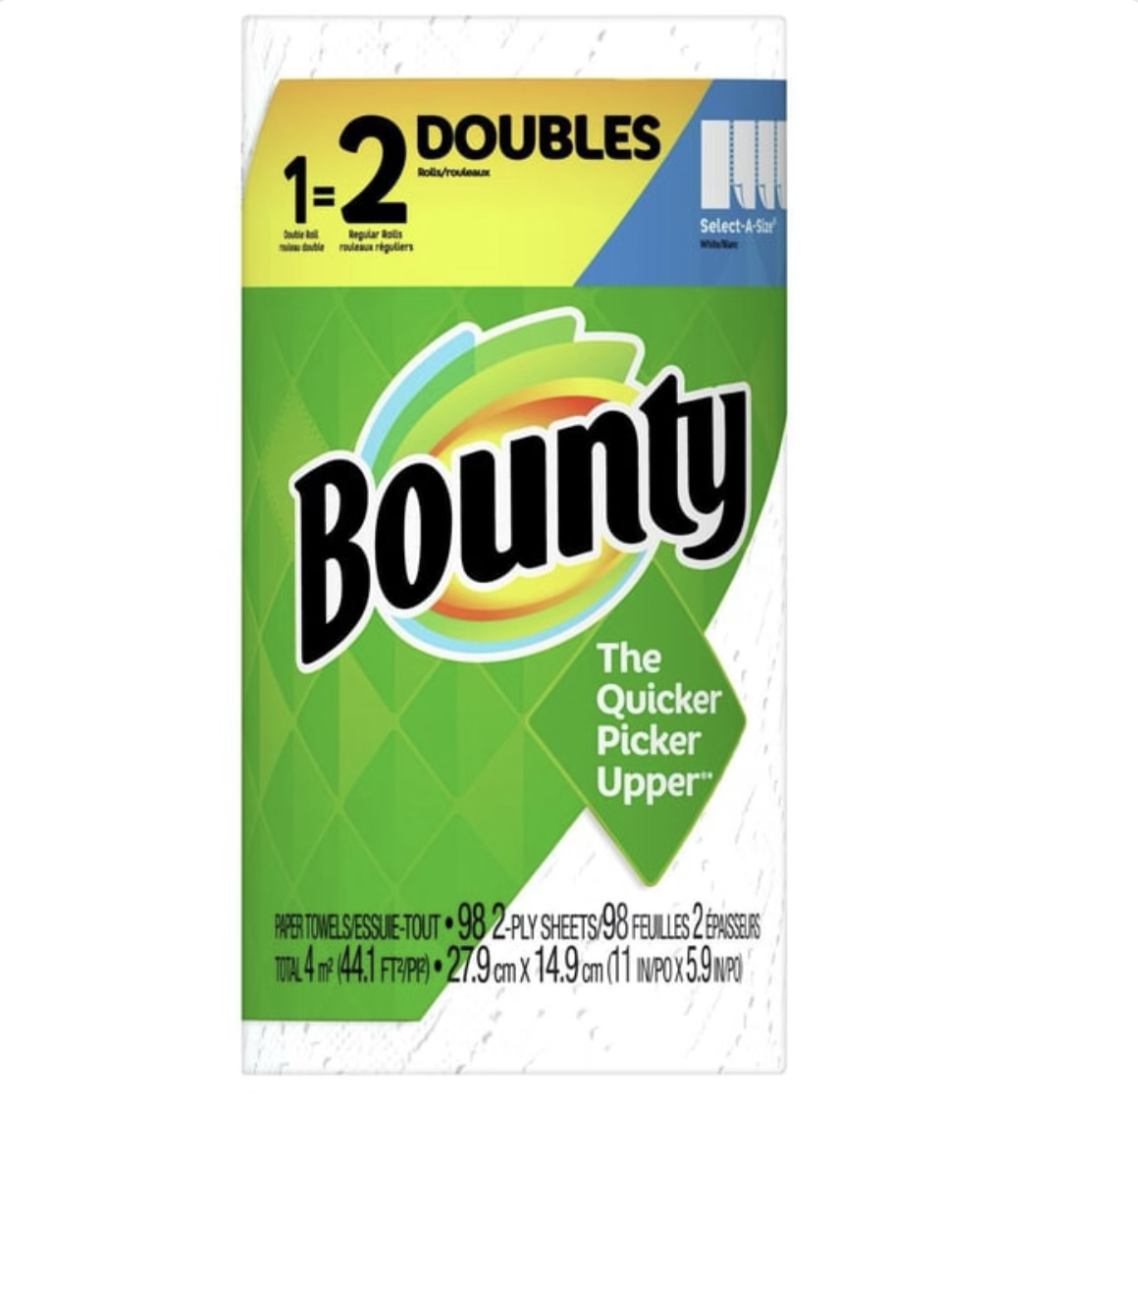 1=2 DOUBLES
Rolls/rouleaux
Double Roll
rouleau double
Regular Rolls
rouleaux réguliers
Select-A-Size®
White/Blanc
Bounty
The
Quicker
Picker
Upper
PAPER TOWELS/ESSUIE-TOUT • 98 2-PLY SHEETS/98 FEUILLES 2 ÉPAISSEURS
TOTAL 4 m² (44.1 FT²/PI²) • 27.9 cm X 14.9 cm (11 IN/PO X 5.9 IN/PO)